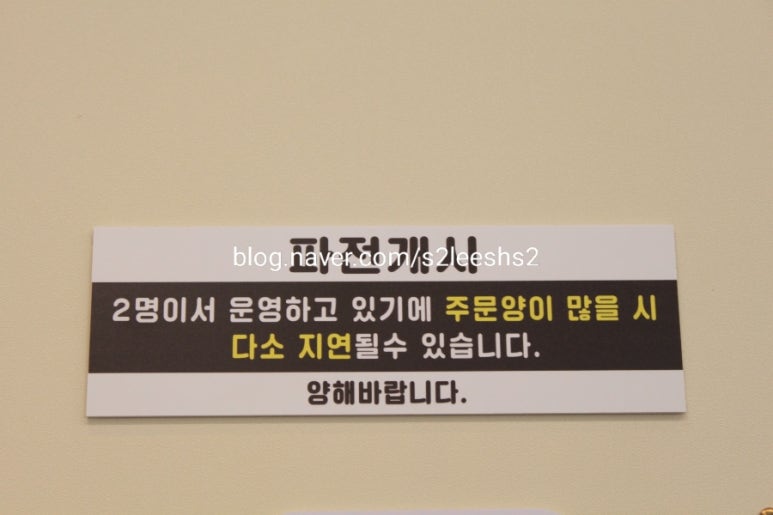 파전개시
blog.naver.com/s2leeshs2
2명이서 운영하고 있기에 주문양이 많을 시
다소 지연될수 있습니다.
양해바랍니다.